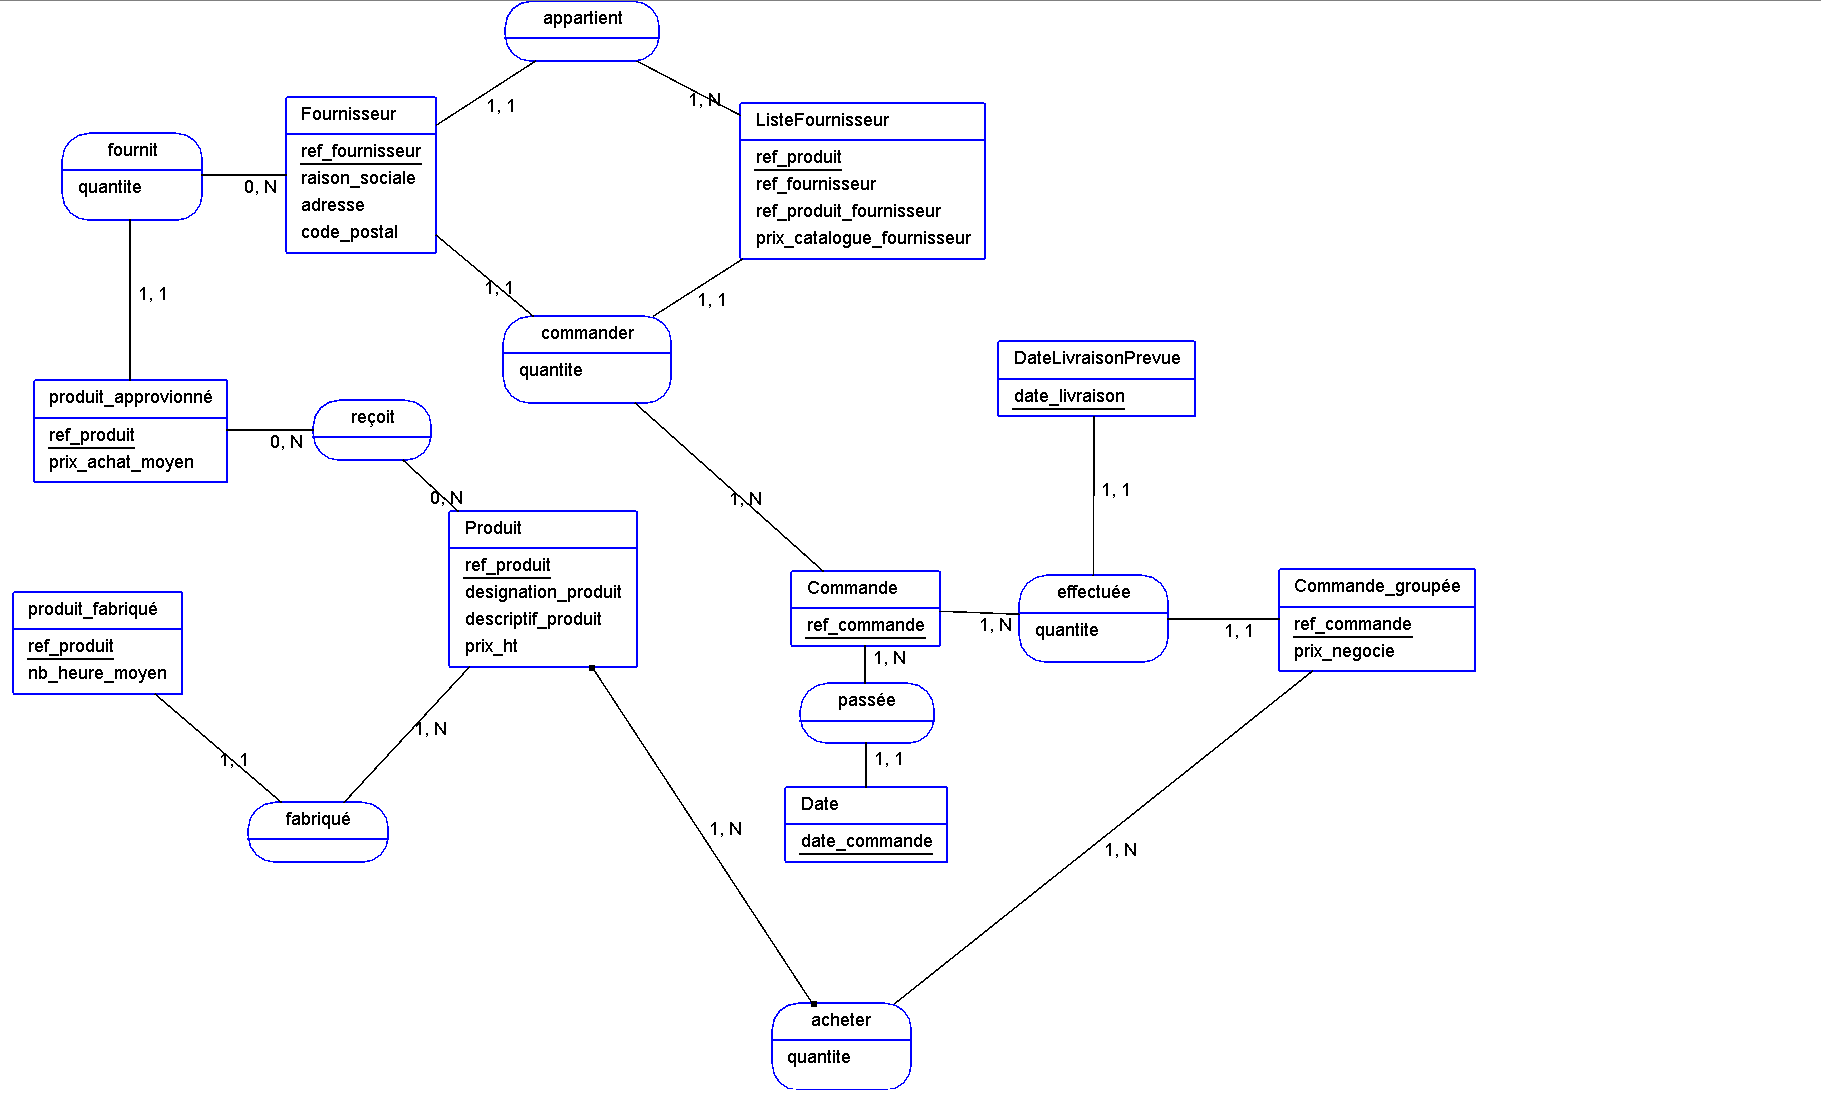 appartient
1, 1
1, N
Fournisseur
ref_fournisseur
raison_sociale
adresse
code_postal
ListeFournisseur
ref_produit
ref_fournisseur
ref_produit_fournisseur
prix_catalogue_fournisseur
fournit
quantite
0, N
1, 1
1, 1
1, 1
commander
quantite
DateLivraisonPrevue
date_livraison
produit_approvionné
ref_produit
prix_achat_moyen
0, N
reçoit
0, N
1, N
1, 1
Produit
ref_produit
designation_produit
descriptif_produit
prix_ht
produit_fabriqué
ref_produit
nb_heure_moyen
Commande
ref_commande
1, N
effectuée
quantite
1, 1
Commande_groupée
ref_commande
prix_negocie
1, N
passée
1, 1
Date
date_commande
1, 1
1, N
fabriqué
1, N
1, N
acheter
quantite